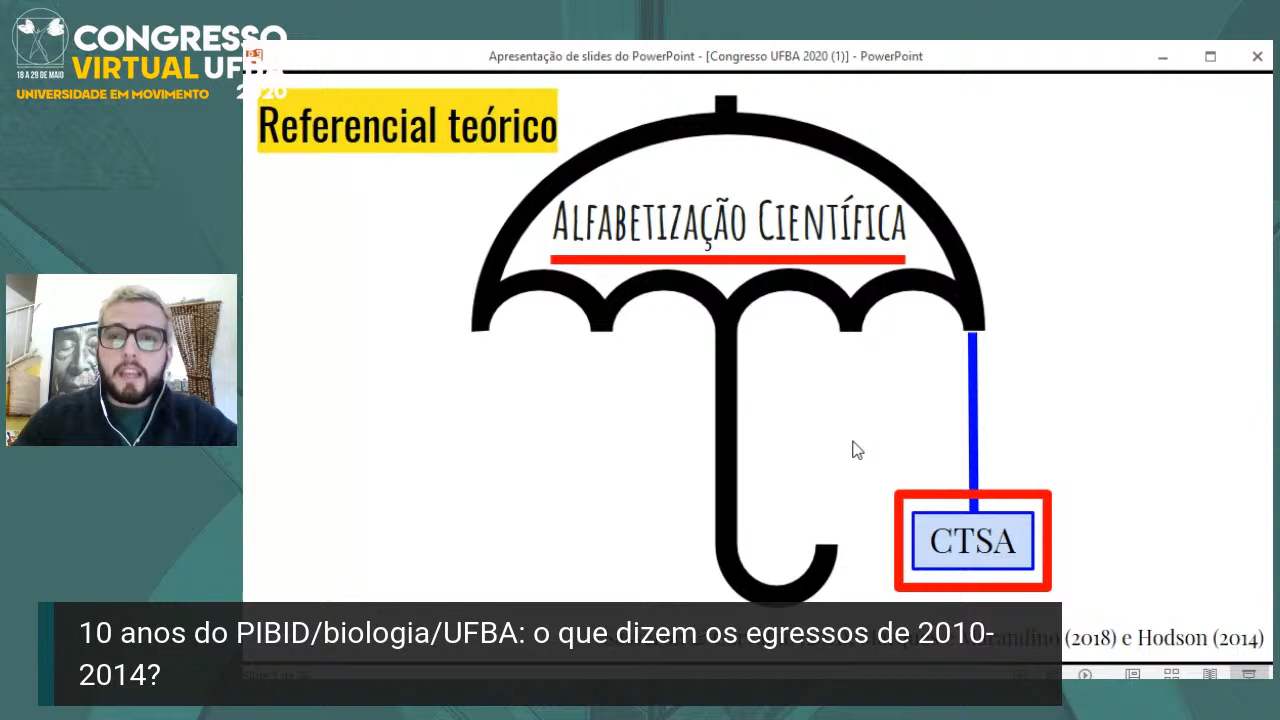 CONGRESSO
VIRTUAL UFBA
18 A 29 DE MAIO
UNIVERSIDADE EM MOVIMENTO
2020
Apresentação de slides do PowerPoint - [Congresso UFBA 2020 (1)] - PowerPoint
Referencial teórico
Alfabetização Científica
CTSA
(2018) e Hodson (2014)
10 anos do PIBID/biologia/UFBA: o que dizem os egressos de 2010-
2014?